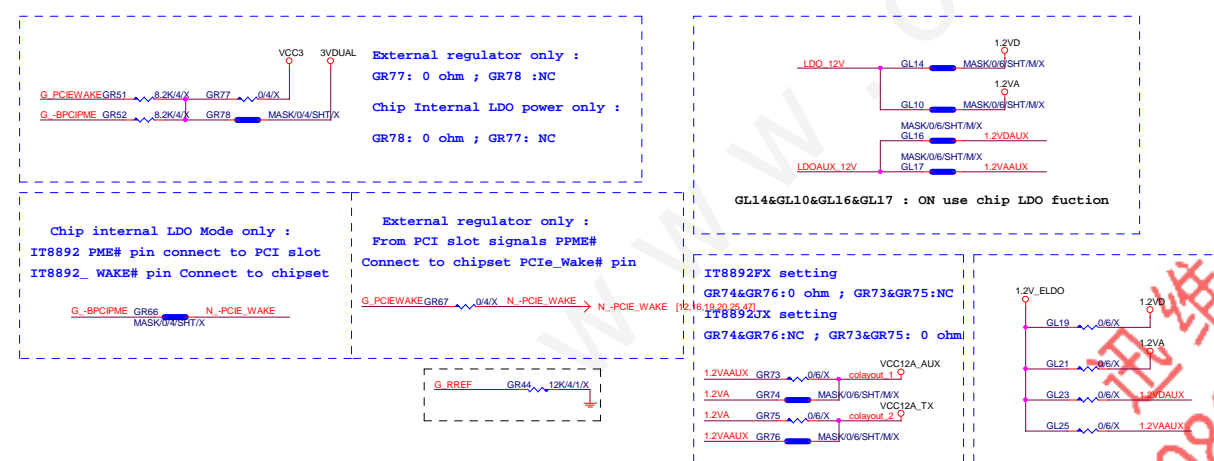 VCC3 3VDUAL
G_PCIEWAKE GR51 8.2K/4/X GR77 0/4/X
G_-BPCIPME GR52 8.2K/4/X GR78 MASK/0/4/SHT/X
External regulator only :
GR77: 0 ohm ; GR78 :NC
Chip Internal LDO power only :
GR78: 0 ohm ; GR77: NC
1.2VD
LDO_12V GL14 MASK/0/6/SHT/M/X
1.2VA
GL10 MASK/0/6/SHT/M/X
MASK/0/6/SHT/M/X
GL16 1.2VDAUX
MASK/0/6/SHT/M/X
LDOAUX_12V GL17 1.2VAAUX
GL14&GL10&GL16&GL17 : ON use chip LDO fuction
Chip internal LDO Mode only :
IT8892 PME# pin connect to PCI slot
IT8892_ WAKE# pin Connect to chipset
G_-BPCIPME GR66 N_-PCIE_WAKE
MASK/0/4/SHT/X
External regulator only :
From PCI slot signals PPME#
Connect to chipset PCIe_Wake# pin
G_PCIEWAKE GR67 0/4/X N_-PCIE_WAKE N_-PCIE_WAKE [12,16,19,20,25,47]
G_RREF GR44 12K/4/1/X
IT8892FX setting
GR74&GR76:0 ohm ; GR73&GR75:NC
IT8892JX setting
GR74&GR76:NC ; GR73&GR75: 0 ohm
VCC12A_AUX
1.2VAAUX GR73 0/6/X colayout_1
1.2VA GR74 MASK/0/6/SHT/M/X
VCC12A_TX
1.2VA GR75 0/6/X colayout_2
1.2VAAUX GR76 MASK/0/6/SHT/M/X
1.2V_ELDO 1.2VD
GL19 0/6/X
1.2VA
GL21 0/6/X
GL23 0/6/X 1.2VDAUX
GL25 0/6/X 1.2VAAUX
w w w .
迅维